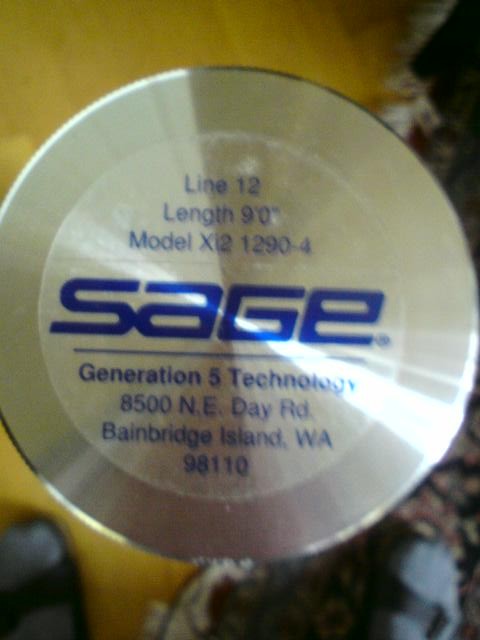 Line 12
Length 9'0"
Model Xi2 1290-4
SAGE®
Generation 5 Technology
8500 N.E. Day Rd.
Bainbridge Island, WA
98110